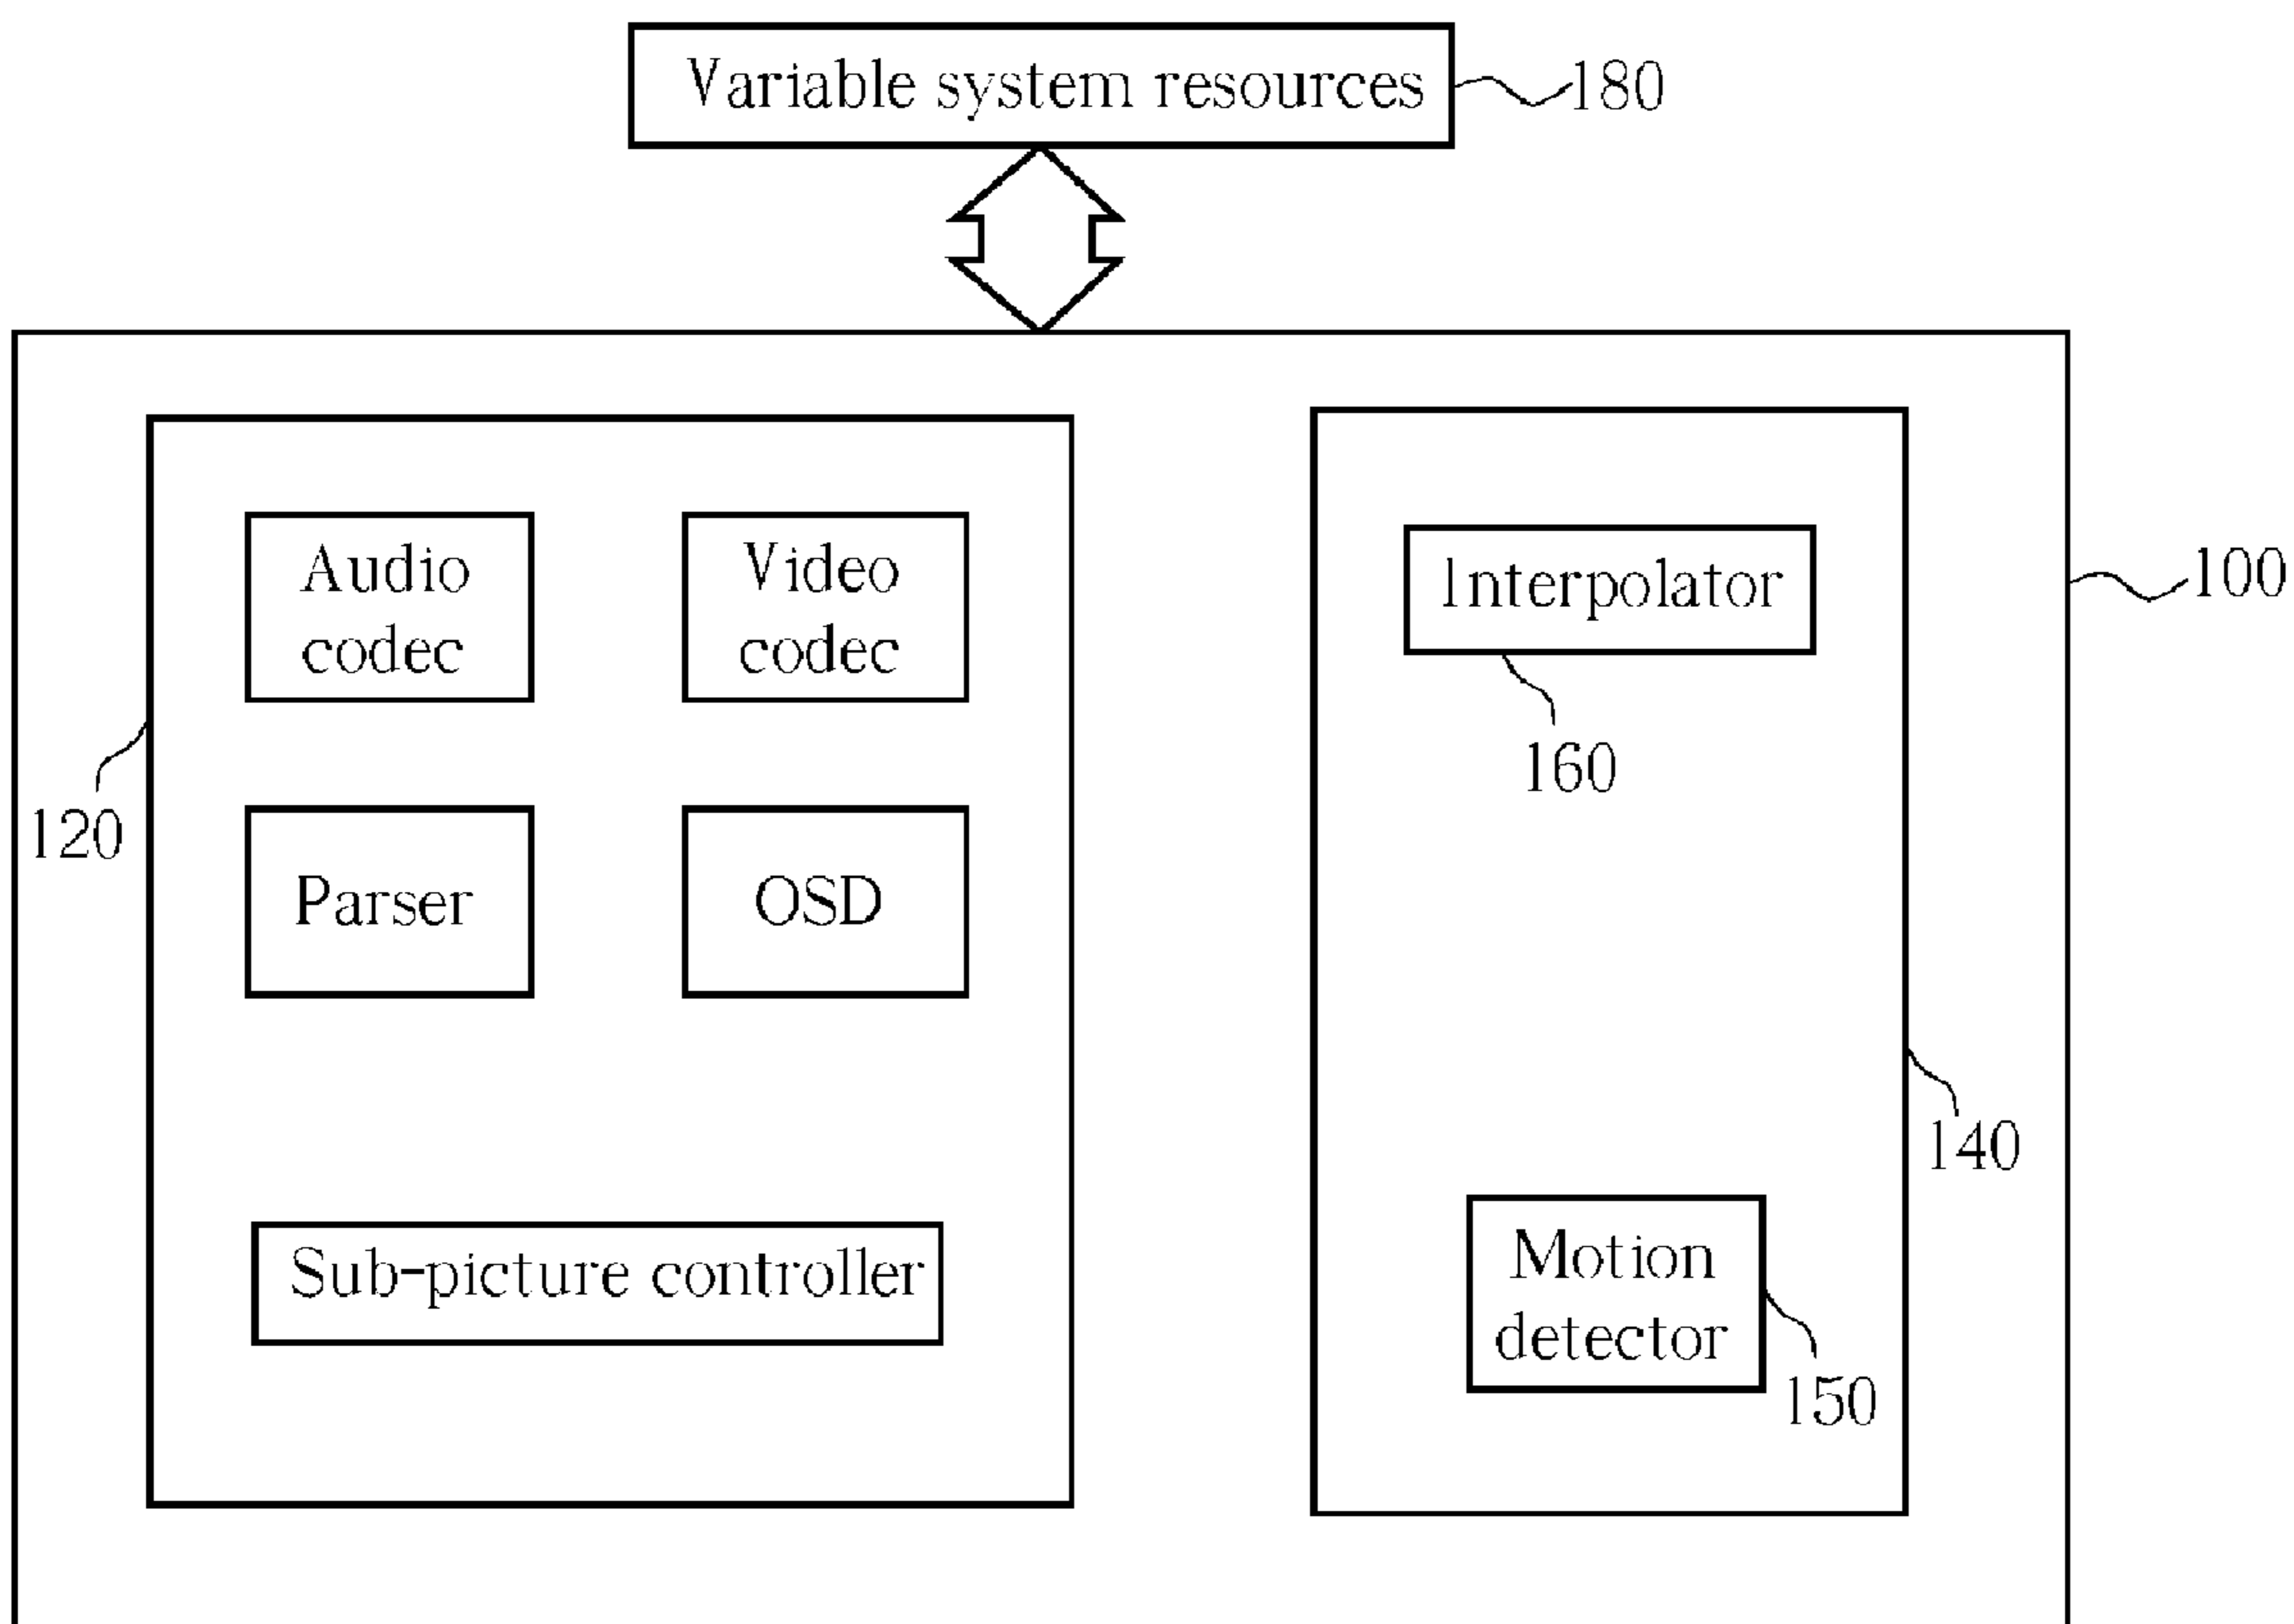 Variable system resources
180
100
120
Audio
codec
Video
codec
Parser
OSD
Sub-picture controller
Interpolator
160
140
Motion
detector
150